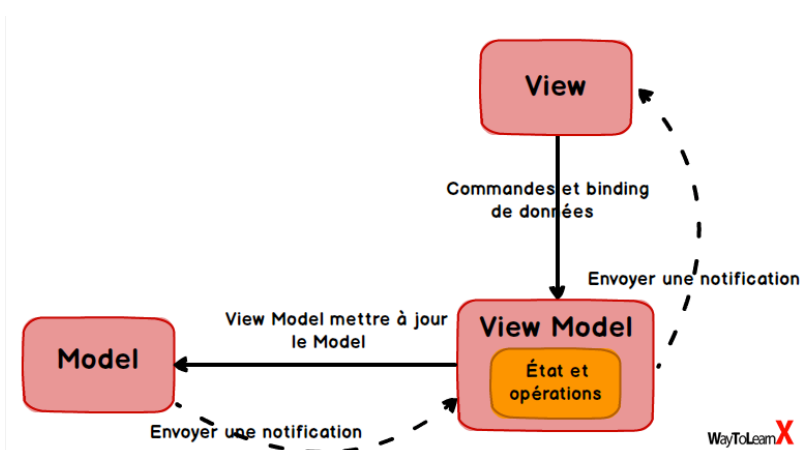 View
Commandes et binding
de données
Envoyer une notification
View Model mettre à jour
le Model
View Model
Model
État et
opérations
Envoyer une notification
WayToLearnX